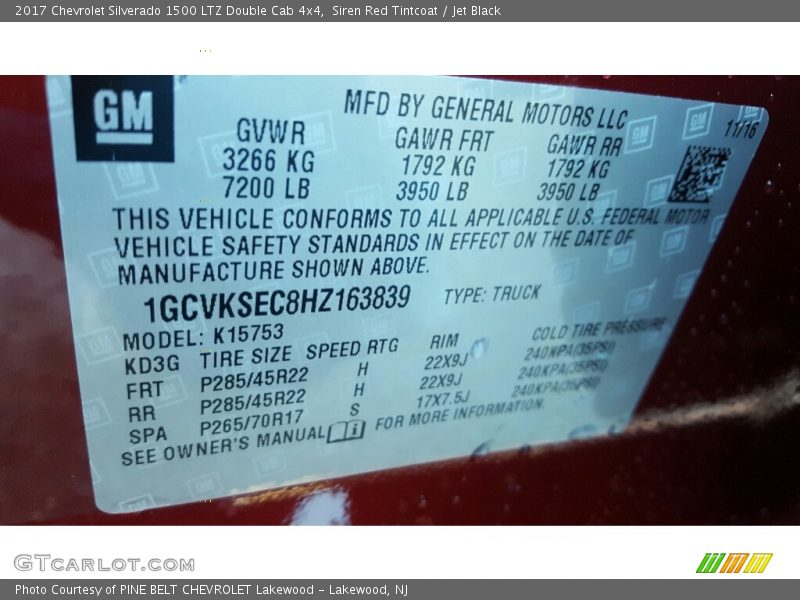 2017 Chevrolet Silverado 1500 LTZ Double Cab 4x4, Siren Red Tintcoat / Jet Black
GM
MFD BY GENERAL MOTORS LLC
11/16
GVWR GAWR FRT GAWR RR
3266 KG 1792 KG 1792 KG
7200 LB 3950 LB 3950 LB
THIS VEHICLE CONFORMS TO ALL APPLICABLE U.S. FEDERAL MOTOR
VEHICLE SAFETY STANDARDS IN EFFECT ON THE DATE OF
MANUFACTURE SHOWN ABOVE.
1GCVKSEC8HZ163839 TYPE: TRUCK
MODEL: K15753
KD3G TIRE SIZE SPEED RTG RIM COLD TIRE PRESSURE
FRT P285/45R22 H 22X9J 240KPA(35PSI)
RR P285/45R22 H 22X9J 240KPA(35PSI)
SPA P265/70R17 S 17X7.5J 240KPA(35PSI)
SEE OWNER'S MANUAL FOR MORE INFORMATION.
GTCarLot.com
Photo Courtesy of PINE BELT CHEVROLET Lakewood - Lakewood, NJ